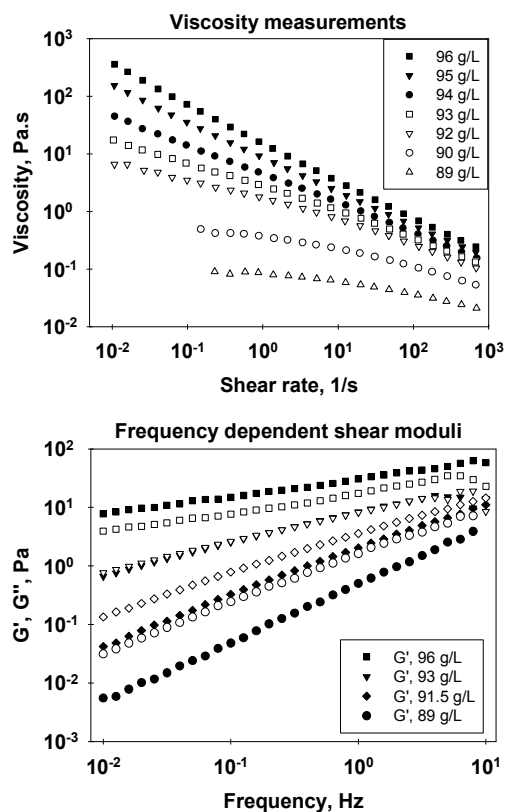 Viscosity measurements
10³
10²
10¹
10⁰
10⁻¹
10⁻²
Viscosity, Pa.s
96 g/L
95 g/L
94 g/L
93 g/L
92 g/L
90 g/L
89 g/L
10⁻² 10⁻¹ 10⁰ 10¹ 10² 10³
Shear rate, 1/s
Frequency dependent shear moduli
10²
10¹
10⁰
10⁻¹
10⁻²
10⁻³
G', G'', Pa
G', 96 g/L
G', 93 g/L
G', 91.5 g/L
G', 89 g/L
10⁻² 10⁻¹ 10⁰ 10¹
Frequency, Hz